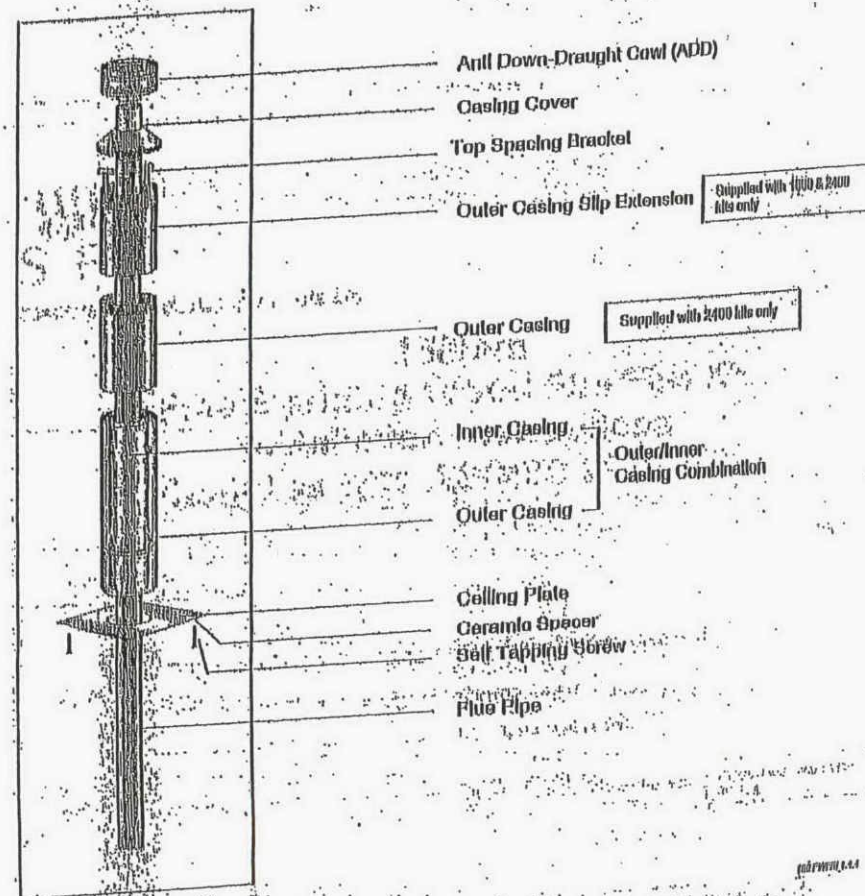 Anti Down-Draught Cowl (ADD)
Casing Cover
Top Spacing Bracket
Outer Casing Slip Extension
Supplied with & 2400
kits only
Outer Casing
Supplied with 2400 kits only
Inner Casing
Outer/Inner
Casing Combination
Outer Casing
Ceiling Plate
Ceramic Spacer
Self Tapping Screw
Flue Pipe